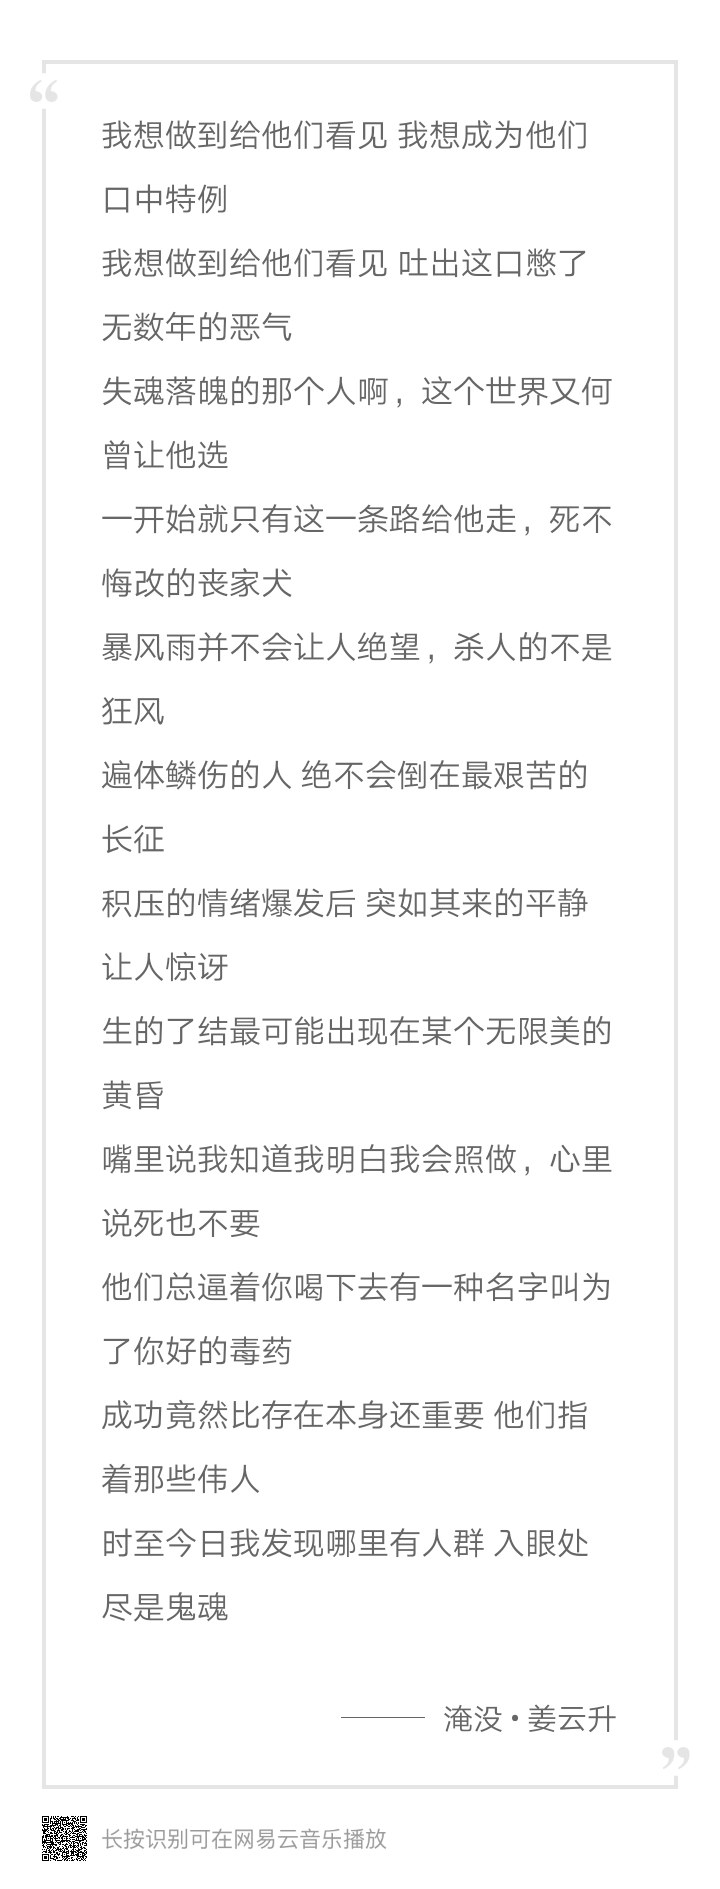 “
我想做到给他们看见 我想成为他们
口中特例
我想做到给他们看见 吐出这口憋了
无数年的恶气
失魂落魄的那个人啊，这个世界又何
曾让他选
一开始就只有这一条路给他走，死不
悔改的丧家犬
暴风雨并不会让人绝望，杀人的不是
狂风
遍体鳞伤的人 绝不会倒在最艰苦的
长征
积压的情绪爆发后 突如其来的平静
让人惊讶
生的了结最可能出现在某个无限美的
黄昏
嘴里说我知道我明白我会照做，心里
说死也不要
他们总逼着你喝下去有一种名字叫为
了你好的毒药
成功竟然比存在本身还重要 他们指
着那些伟人
时至今日我发现哪里有人群 入眼处
尽是鬼魂
—— 淹没•姜云升
”
长按识别可在网易云音乐播放